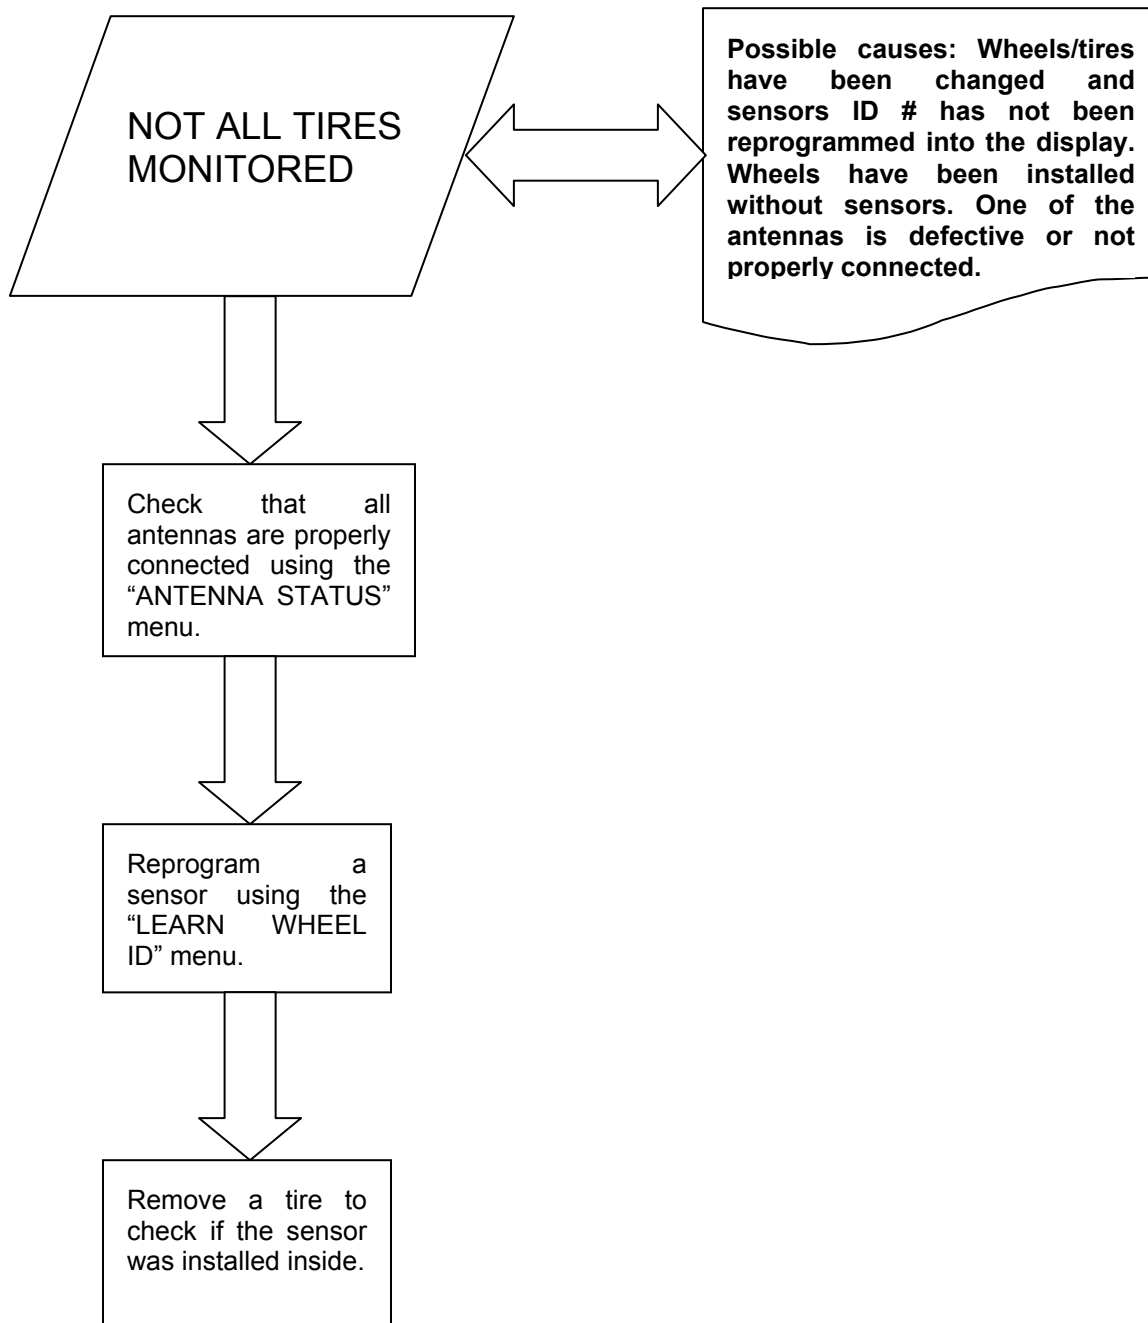 NOT ALL TIRES
MONITORED
Possible causes: Wheels/tires
have been changed and
sensors ID # has not been
reprogrammed into the display.
Wheels have been installed
without sensors. One of the
antennas is defective or not
properly connected.
Check that all
antennas are properly
connected using the
“ANTENNA STATUS”
menu.
Reprogram a
sensor using the
“LEARN WHEEL
ID” menu.
Remove a tire to
check if the sensor
was installed inside.